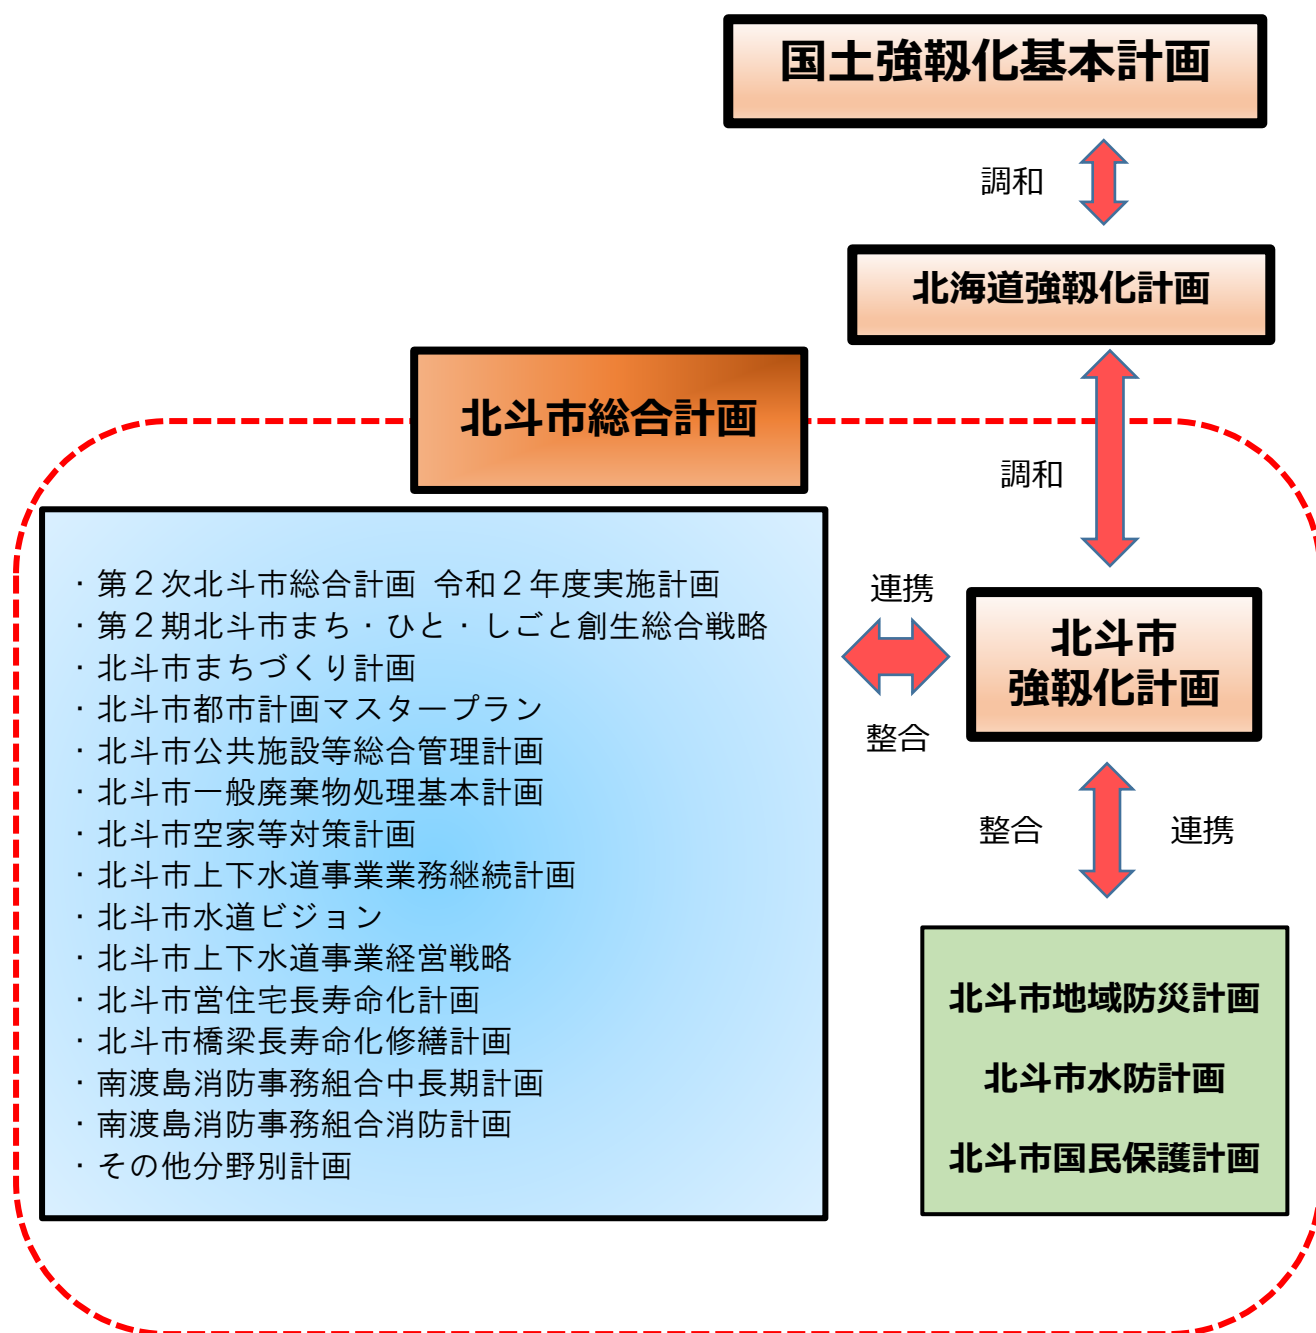 国土強靱化基本計画
調和
北海道強靱化計画
北斗市総合計画
調和
・第２次北斗市総合計画 令和２年度実施計画
・第２期北斗市まち・ひと・しごと創生総合戦略
・北斗市まちづくり計画
・北斗市都市計画マスタープラン
・北斗市公共施設等総合管理計画
・北斗市一般廃棄物処理基本計画
・北斗市空家等対策計画
・北斗市上下水道事業業務継続計画
・北斗市水道ビジョン
・北斗市上下水道事業経営戦略
・北斗市営住宅長寿命化計画
・北斗市橋梁長寿命化修繕計画
・南渡島消防事務組合中長期計画
・南渡島消防事務組合消防計画
・その他分野別計画
連携
整合
北斗市
強靱化計画
整合
連携
北斗市地域防災計画
北斗市水防計画
北斗市国民保護計画